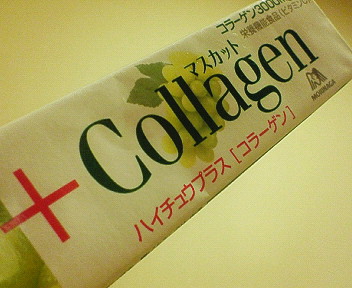 コラーゲン3000m
栄養機能食品(ビタミンC)
マスカット
+Collagen
ハイチュウプラス[コラーゲン]
MORINAGA